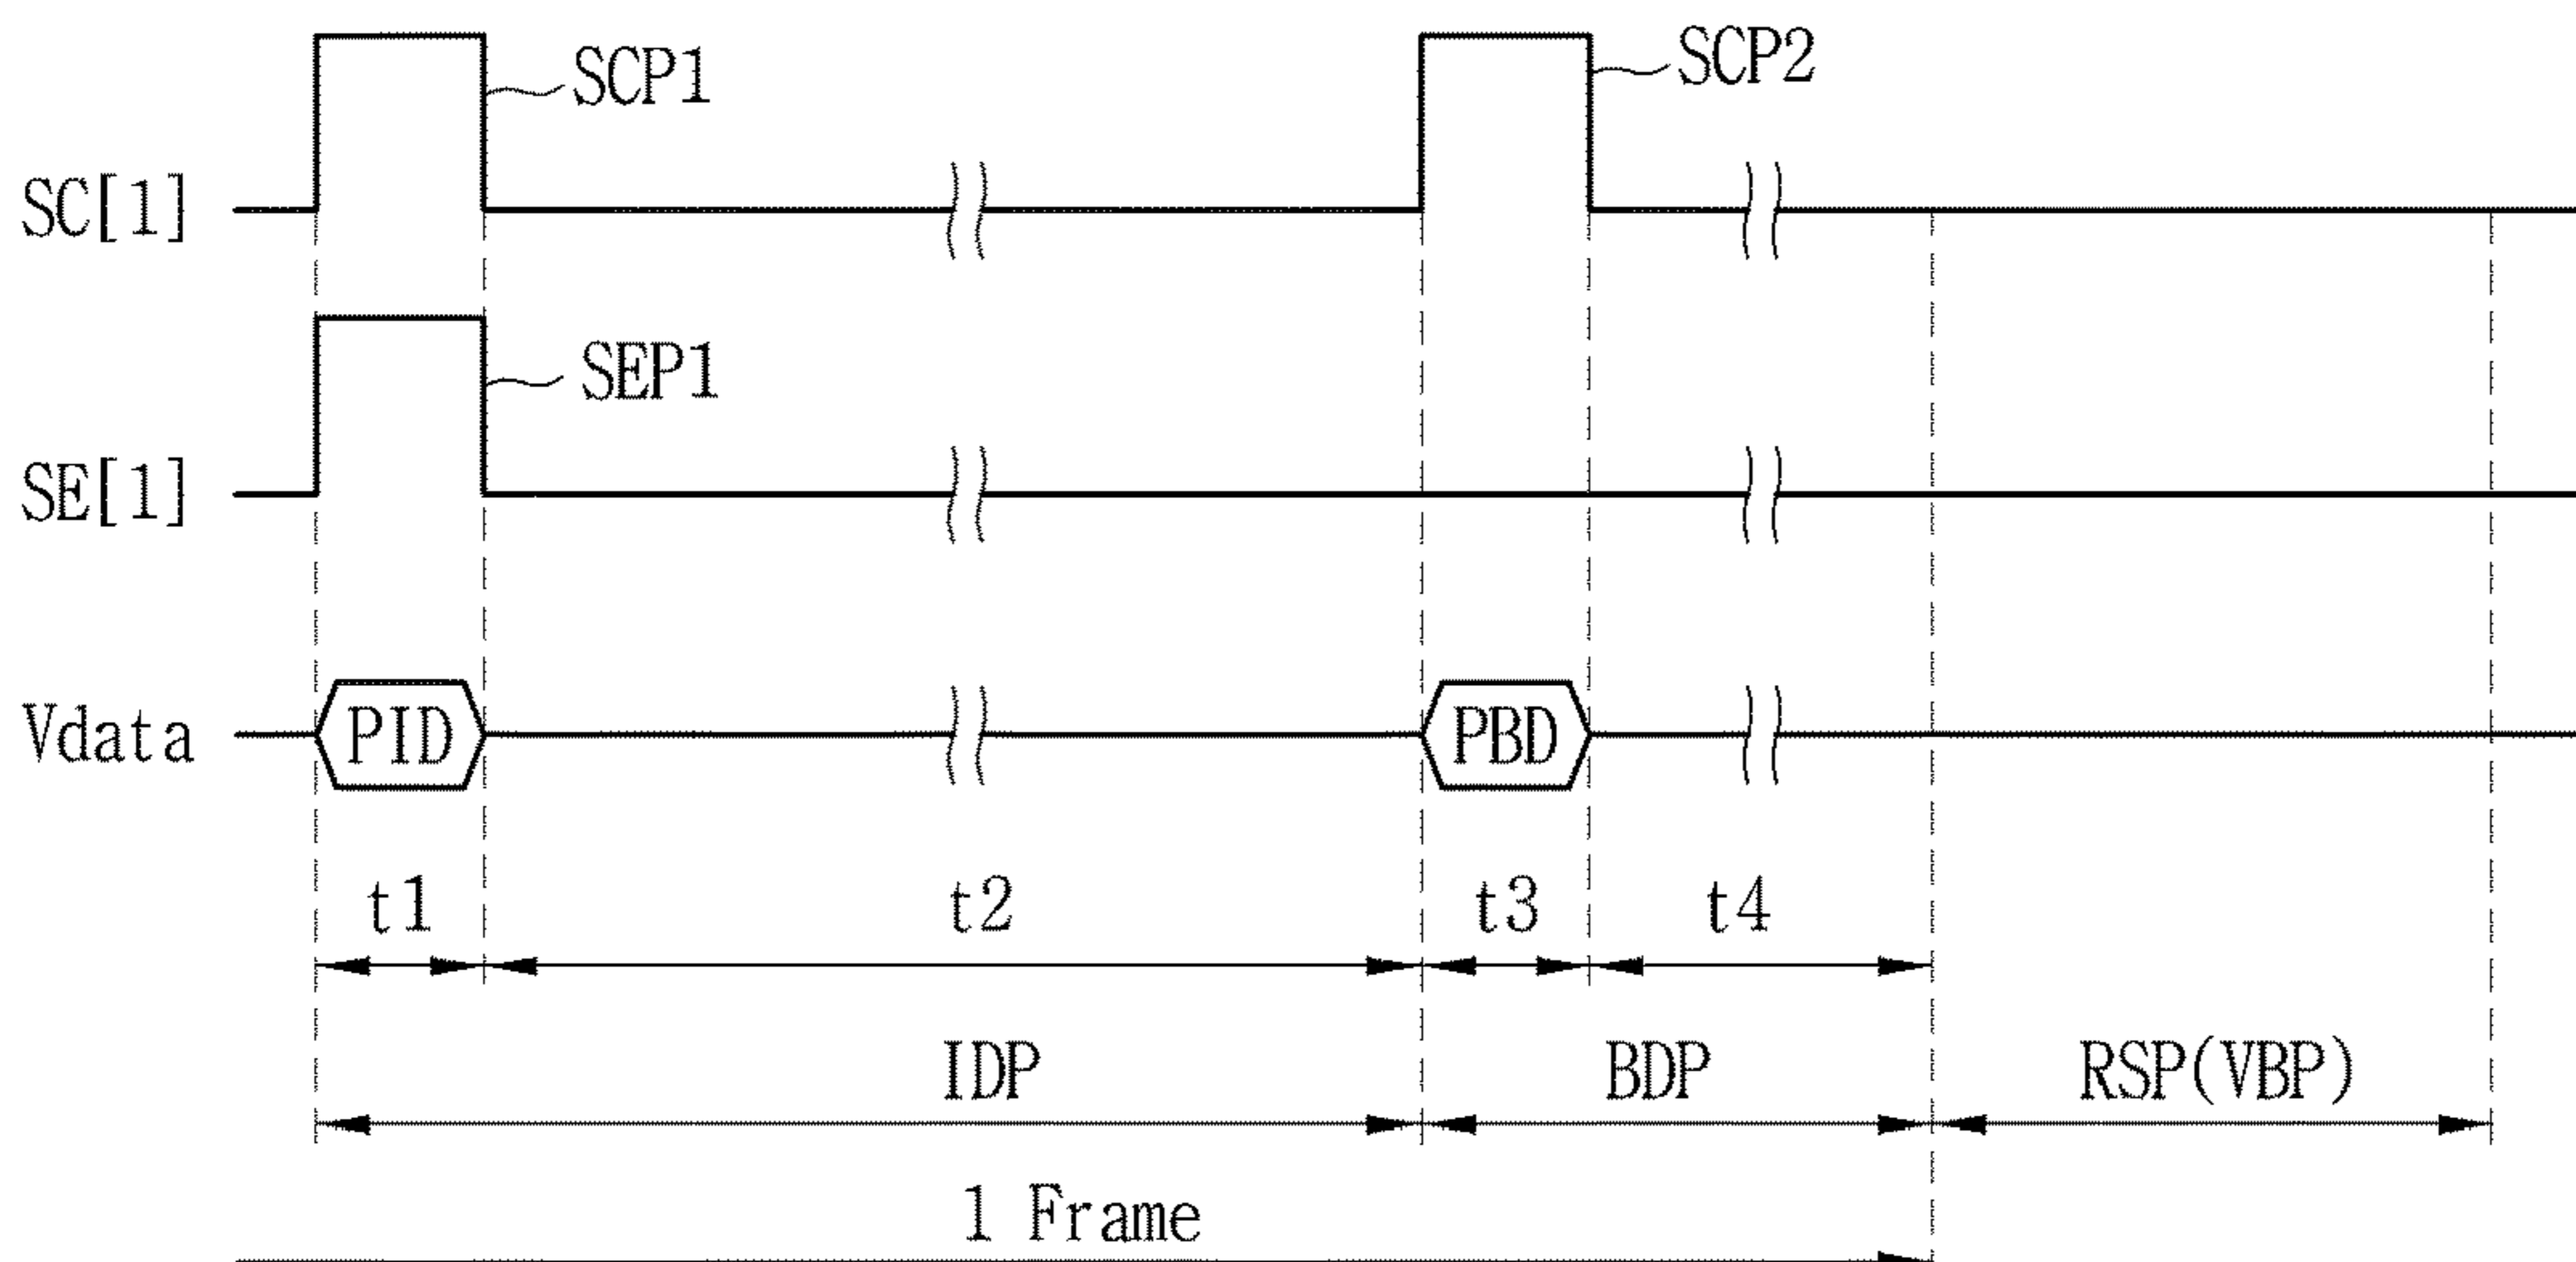 SCP1
SCP2
SC[1]
SEP1
SE[1]
Vdata
PID
PBD
t1
t2
t3
t4
IDP
BDP
RSP(VBP)
1 Frame